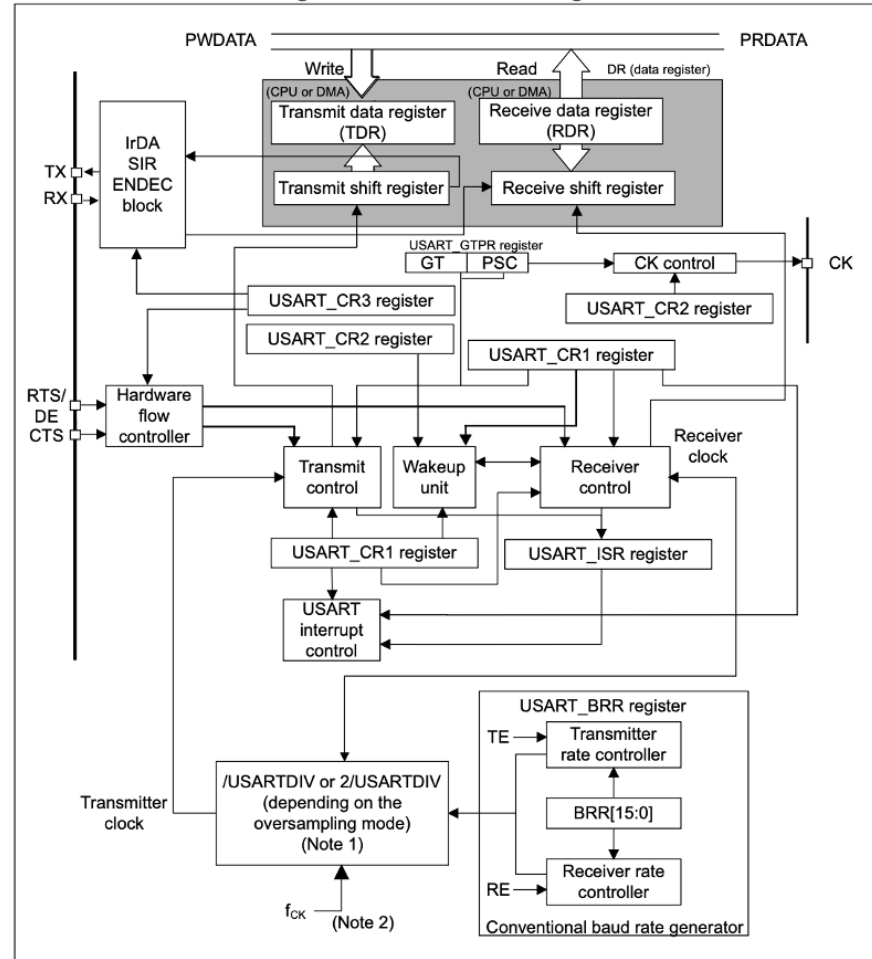 PWDATA
PRDATA
Write
Read
DR (data register)
(CPU or DMA)
(CPU or DMA)
Transmit data register
(TDR)
Receive data register
(RDR)
IrDA
SIR
ENDEC
block
TX
RX
Transmit shift register
Receive shift register
USART_GTPR register
GT
PSC
CK control
CK
USART_CR3 register
USART_CR2 register
USART_CR2 register
USART_CR1 register
RTS/
DE
CTS
Hardware
flow
controller
Receiver
clock
Transmit
control
Wakeup
unit
Receiver
control
USART_CR1 register
USART_ISR register
USART
interrupt
control
USART_BRR register
TE
Transmitter
rate controller
/USARTDIV or 2/USARTDIV
(depending on the
oversampling mode)
(Note 1)
Transmitter
clock
BRR[15:0]
RE
Receiver rate
controller
fCK
(Note 2)
Conventional baud rate generator